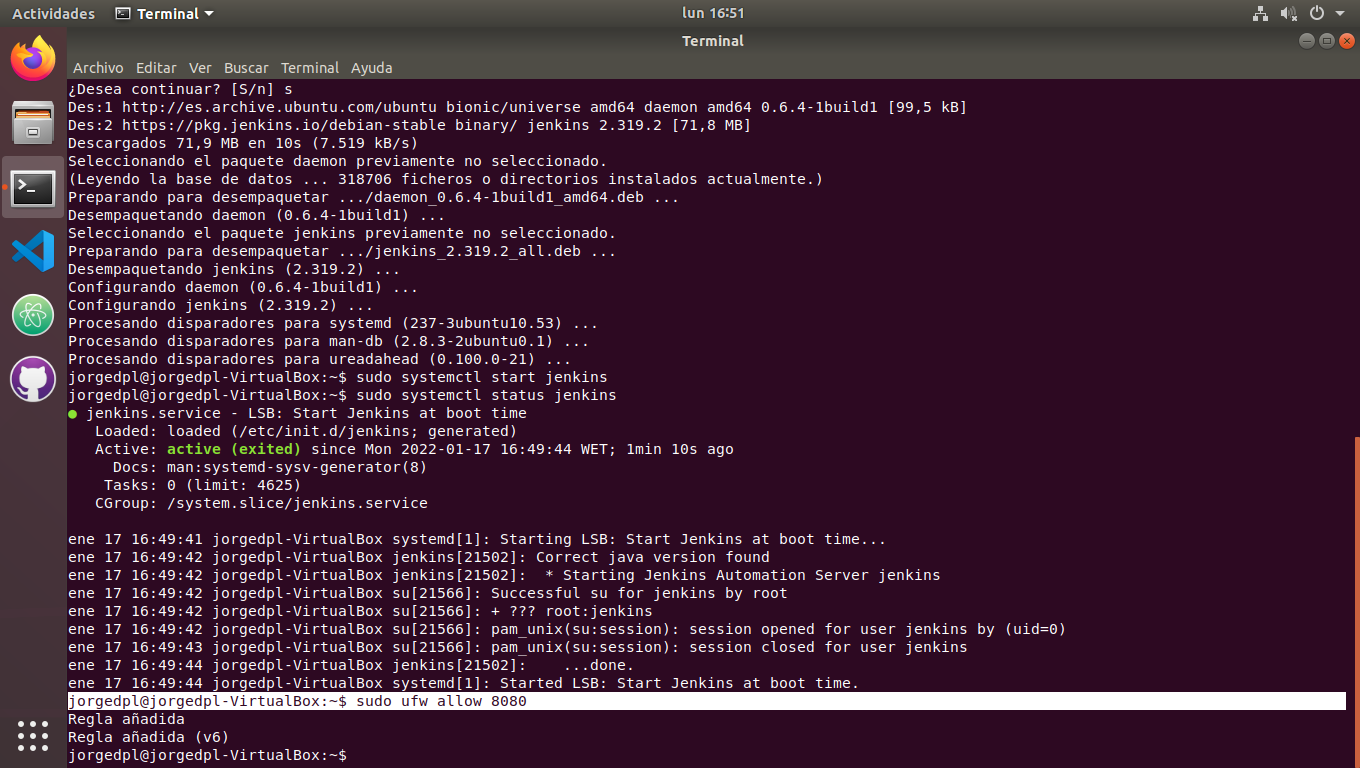 Actividades Terminal lun 16:51
Terminal
Archivo Editar Ver Buscar Terminal Ayuda
¿Desea continuar? [S/n] s
Des:1 http://es.archive.ubuntu.com/ubuntu bionic/universe amd64 daemon amd64 0.6.4-1build1 [99,5 kB]
Des:2 https://pkg.jenkins.io/debian-stable binary/ jenkins 2.319.2 [71,8 MB]
Descargados 71,9 MB en 10s (7.519 kB/s)
Seleccionando el paquete daemon previamente no seleccionado.
(Leyendo la base de datos ... 318706 ficheros o directorios instalados actualmente.)
Preparando para desempaquetar .../daemon_0.6.4-1build1_amd64.deb ...
Desempaquetando daemon (0.6.4-1build1) ...
Seleccionando el paquete jenkins previamente no seleccionado.
Preparando para desempaquetar .../jenkins_2.319.2_all.deb ...
Desempaquetando jenkins (2.319.2) ...
Configurando daemon (0.6.4-1build1) ...
Configurando jenkins (2.319.2) ...
Procesando disparadores para systemd (237-3ubuntu10.53) ...
Procesando disparadores para man-db (2.8.3-2ubuntu0.1) ...
Procesando disparadores para ureadahead (0.100.0-21) ...
jorgedpl@jorgedpl-VirtualBox:~$ sudo systemctl start jenkins
jorgedpl@jorgedpl-VirtualBox:~$ sudo systemctl status jenkins
● jenkins.service - LSB: Start Jenkins at boot time
   Loaded: loaded (/etc/init.d/jenkins; generated)
   Active: active (exited) since Mon 2022-01-17 16:49:44 WET; 1min 10s ago
     Docs: man:systemd-sysv-generator(8)
    Tasks: 0 (limit: 4625)
   CGroup: /system.slice/jenkins.service
ene 17 16:49:41 jorgedpl-VirtualBox systemd[1]: Starting LSB: Start Jenkins at boot time...
ene 17 16:49:42 jorgedpl-VirtualBox jenkins[21502]: Correct java version found
ene 17 16:49:42 jorgedpl-VirtualBox jenkins[21502]:  * Starting Jenkins Automation Server jenkins
ene 17 16:49:42 jorgedpl-VirtualBox su[21566]: Successful su for jenkins by root
ene 17 16:49:42 jorgedpl-VirtualBox su[21566]: + ??? root:jenkins
ene 17 16:49:42 jorgedpl-VirtualBox su[21566]: pam_unix(su:session): session opened for user jenkins by (uid=0)
ene 17 16:49:43 jorgedpl-VirtualBox su[21566]: pam_unix(su:session): session closed for user jenkins
ene 17 16:49:44 jorgedpl-VirtualBox jenkins[21502]:    ...done.
ene 17 16:49:44 jorgedpl-VirtualBox systemd[1]: Started LSB: Start Jenkins at boot time.
jorgedpl@jorgedpl-VirtualBox:~$ sudo ufw allow 8080
Regla añadida
Regla añadida (v6)
jorgedpl@jorgedpl-VirtualBox:~$